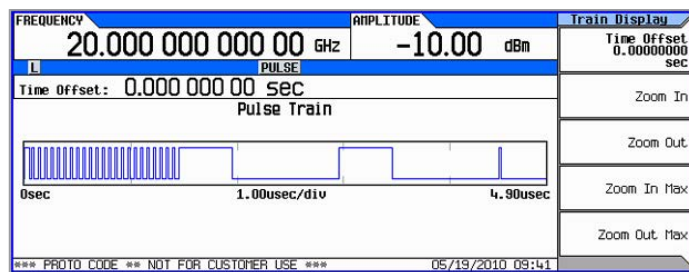 FREQUENCY
20.000 000 000 00 GHz
AMPLITUDE
-10.00 dBm
L
PULSE
Time Offset: 0.000 000 00 sec
Pulse Train
0sec
1.00usec/div
4.90usec
*** PROTO CODE ** NOT FOR CUSTOMER USE ***
05/19/2010 09:41
Train Display
Time Offset
0.00000000
sec
Zoom In
Zoom Out
Zoom In Max
Zoom Out Max